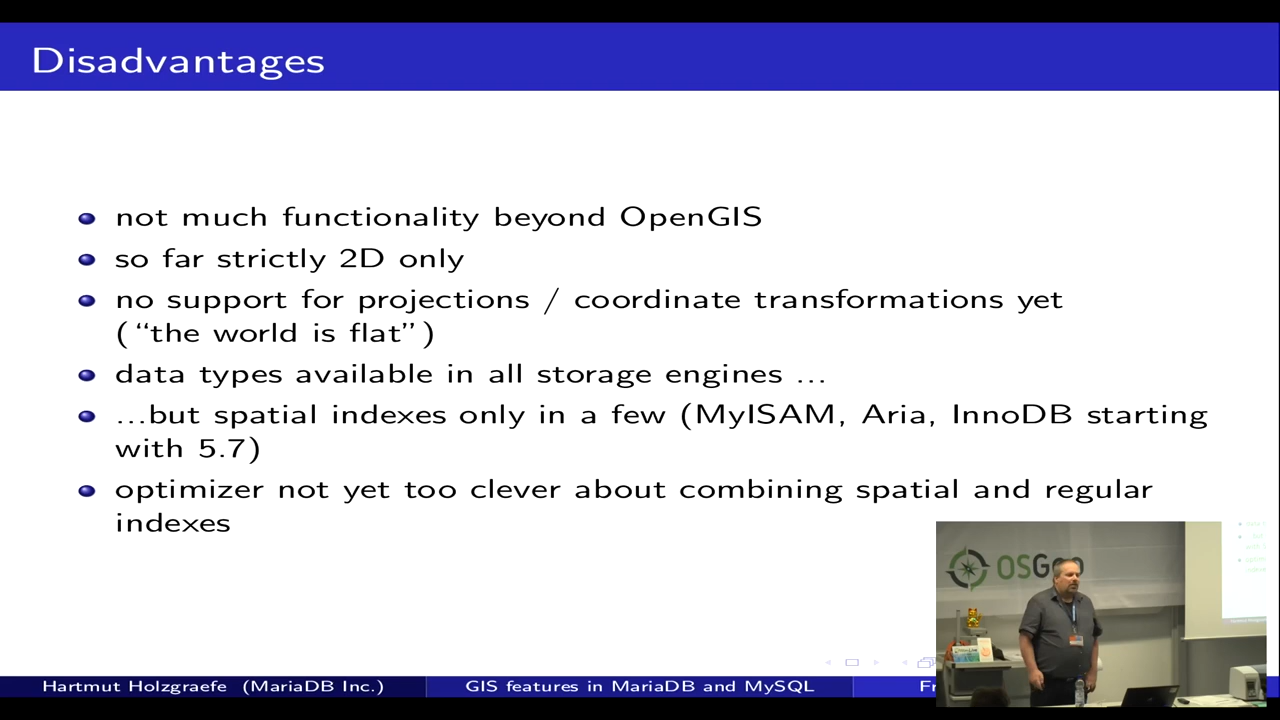 Disadvantages
not much functionality beyond OpenGIS
so far strictly 2D only
no support for projections / coordinate transformations yet
(“the world is flat”)
data types available in all storage engines ...
...but spatial indexes only in a few (MyISAM, Aria, InnoDB starting
with 5.7)
optimizer not yet too clever about combining spatial and regular
indexes
OSGeo
Hartmut Holzgraefe (MariaDB Inc.)
GIS features in MariaDB and MySQL